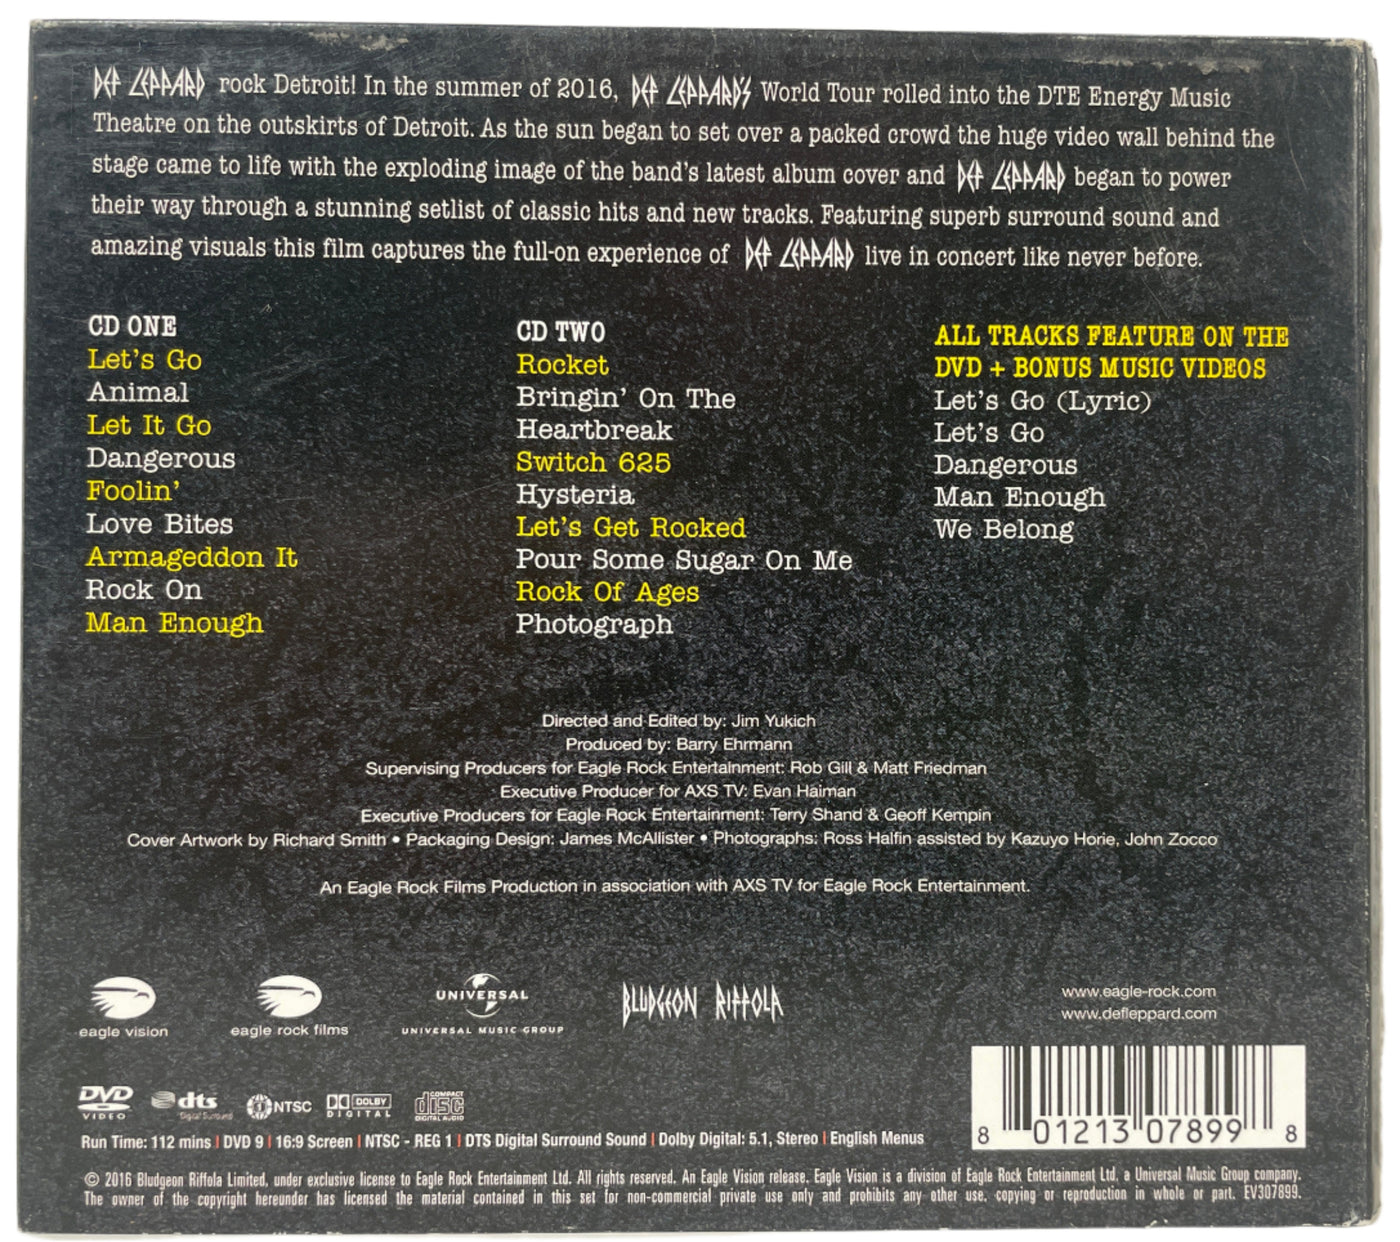 DEF LEPPARD rock Detroit! In the summer of 2016, DEF LEPPARD'S World Tour rolled into the DTE Energy Music
Theatre on the outskirts of Detroit. As the sun began to set over a packed crowd the huge video wall behind the
stage came to life with the exploding image of the band's latest album cover and DEF LEPPARD began to power
their way through a stunning setlist of classic hits and new tracks. Featuring superb surround sound and
amazing visuals this film captures the full-on experience of DEF LEPPARD live in concert like never before.
CD ONE
Let's Go
Animal
Let It Go
Dangerous
Foolin'
Love Bites
Armageddon It
Rock On
Man Enough
CD TWO
Rocket
Bringin' On The
Heartbreak
Switch 625
Hysteria
Let's Get Rocked
Pour Some Sugar On Me
Rock Of Ages
Photograph
ALL TRACKS FEATURE ON THE
DVD + BONUS MUSIC VIDEOS
Let's Go (Lyric)
Let's Go
Dangerous
Man Enough
We Belong
Directed and Edited by: Jim Yukich
Produced by: Barry Ehrmann
Supervising Producers for Eagle Rock Entertainment: Rob Gill & Matt Friedman
Executive Producer for AXS TV: Evan Haiman
Executive Producers for Eagle Rock Entertainment: Terry Shand & Geoff Kempin
Cover Artwork by Richard Smith • Packaging Design: James McAllister • Photographs: Ross Halfin assisted by Kazuyo Horie, John Zocco
An Eagle Rock Films Production in association with AXS TV for Eagle Rock Entertainment.
eagle vision
eagle rock films
UNIVERSAL
UNIVERSAL MUSIC GROUP
BLUDGEON RIFFOLA
www.eagle-rock.com
www.defleppard.com
DVD VIDEO
dts Digital Surround
1 NTSC
DOLBY DIGITAL
COMPACT disc DIGITAL AUDIO
8 01213 07899 8
Run Time: 112 mins | DVD 9 | 16:9 Screen | NTSC - REG 1 | DTS Digital Surround Sound | Dolby Digital: 5.1, Stereo | English Menus
© 2016 Bludgeon Riffola Limited, under exclusive license to Eagle Rock Entertainment Ltd. All rights reserved. An Eagle Vision release. Eagle Vision is a division of Eagle Rock Entertainment Ltd, a Universal Music Group company.
The owner of the copyright hereunder has licensed the material contained in this set for non-commercial private use only and prohibits any other use, copying or reproduction in whole or part. EV307899.